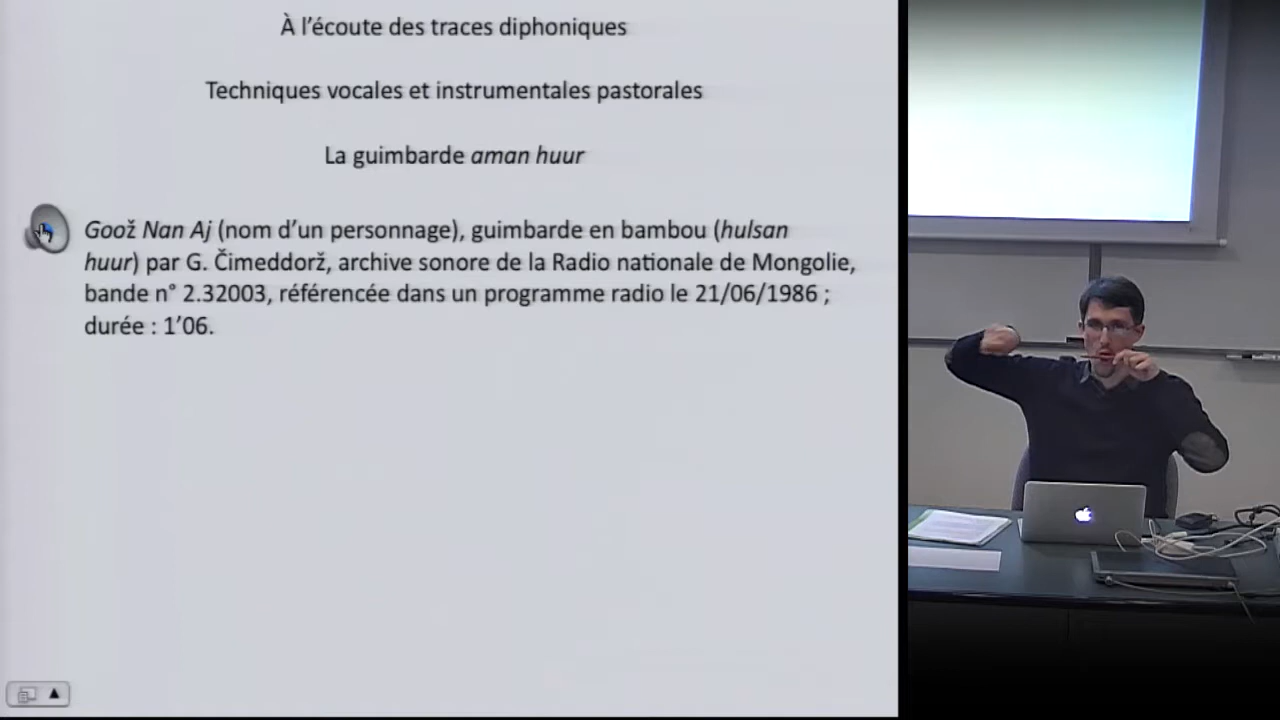 À l’écoute des traces diphoniques
Techniques vocales et instrumentales pastorales
La guimbarde aman huur
Goož Nan Aj (nom d’un personnage), guimbarde en bambou (hulsan
huur) par G. Čimeddorž, archive sonore de la Radio nationale de Mongolie,
bande n° 2.32003, référencée dans un programme radio le 21/06/1986 ;
durée : 1’06.